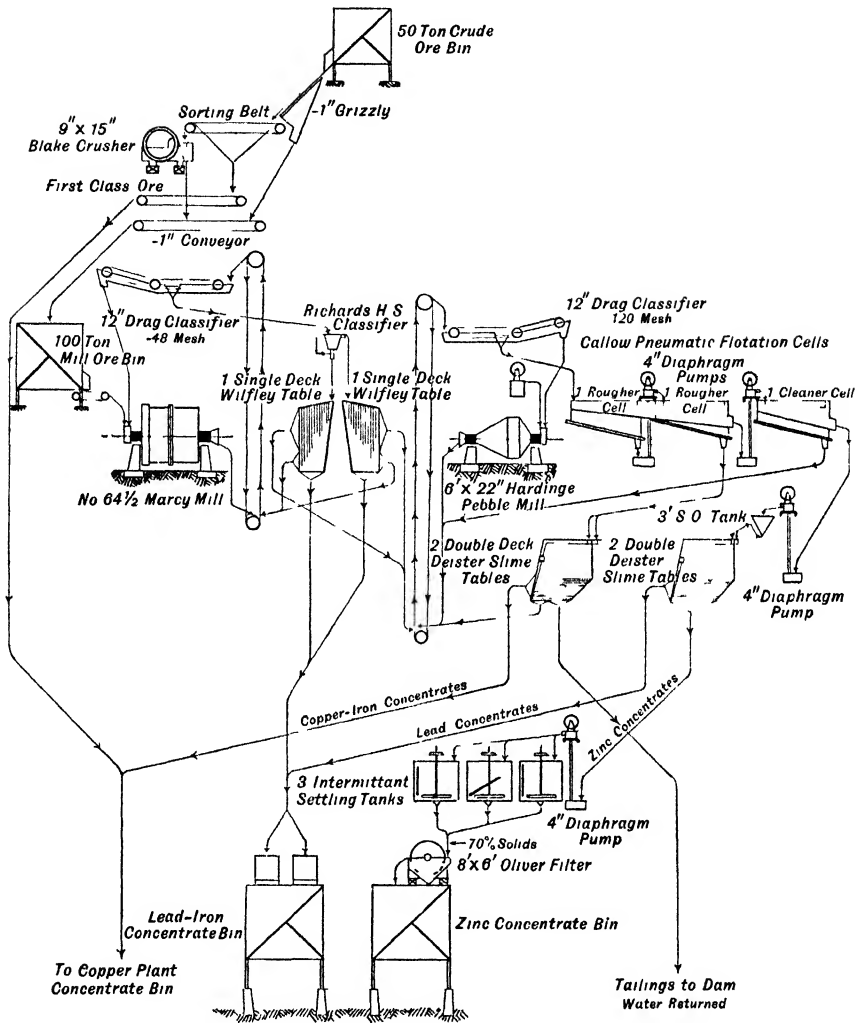 50 Ton Crude
Ore Bin
-1" Grizzly
Sorting Belt
9" x 15"
Blake Crusher
First Class Ore
-1" Conveyor
12" Drag Classifier
-48 Mesh
Richards H S
Classifier
12" Drag Classifier
120 Mesh
Callow Pneumatic Flotation Cells
4" Diaphragm
Pumps
100 Ton
Mill Ore Bin
1 Single Deck
Wilfley Table
1 Single Deck
Wilfley Table
1 Rougher
Cell
1 Rougher
Cell
1 Cleaner Cell
No 64½ Marcy Mill
6' x 22" Hardinge
Pebble Mill
3' S O Tank
2 Double Deck
Deister Slime
Tables
2 Double
Deister
Slime Tables
4" Diaphragm
Pump
Copper-Iron Concentrates
Lead Concentrates
Zinc Concentrates
3 Intermittant
Settling Tanks
4" Diaphragm
Pump
70% Solids
8' x 6' Oliver Filter
Lead-Iron
Concentrate Bin
Zinc Concentrate Bin
To Copper Plant
Concentrate Bin
Tailings to Dam
Water Returned